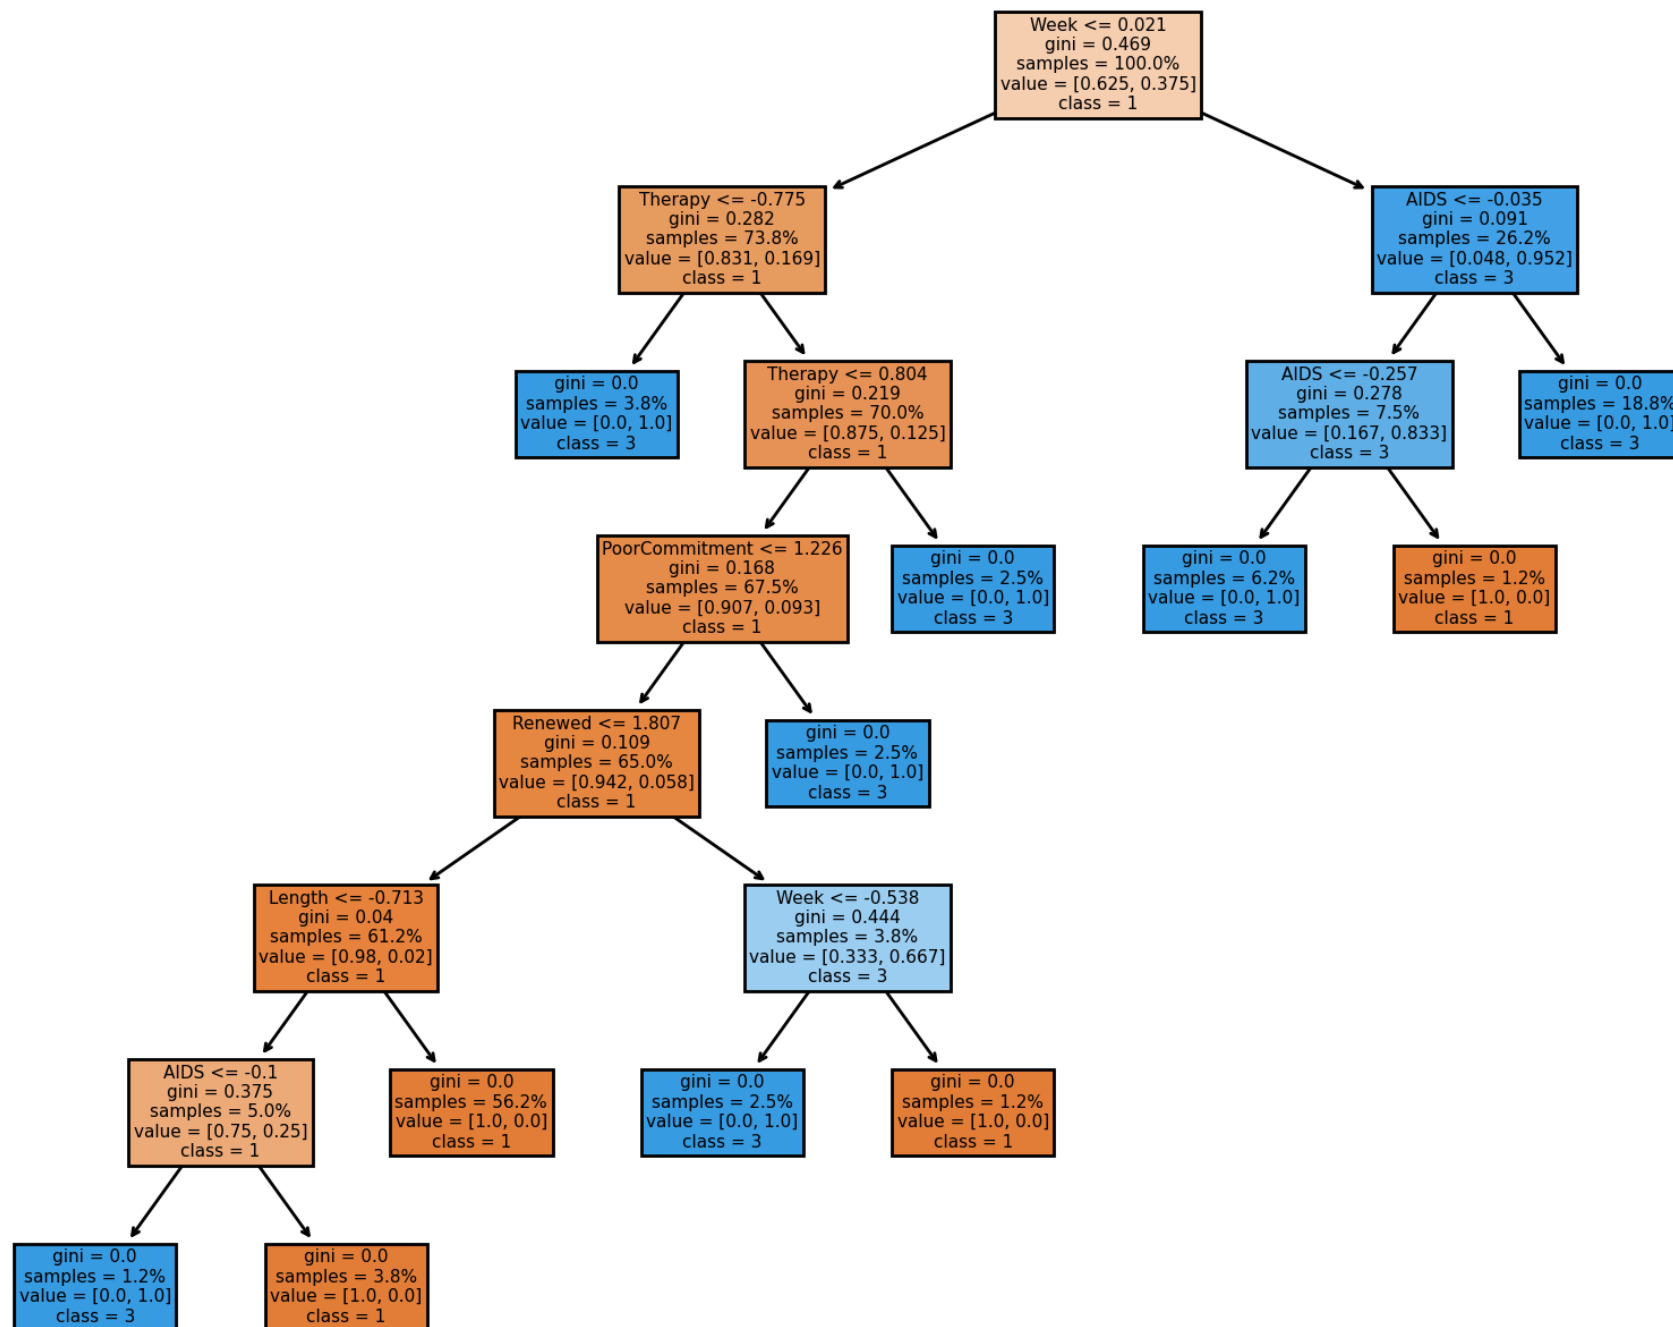 Week <= 0.021
gini = 0.469
samples = 100.0%
value = [0.625, 0.375]
class = 1
Therapy <= -0.775
gini = 0.282
samples = 73.8%
value = [0.831, 0.169]
class = 1
AIDS <= -0.035
gini = 0.091
samples = 26.2%
value = [0.048, 0.952]
class = 3
gini = 0.0
samples = 3.8%
value = [0.0, 1.0]
class = 3
Therapy <= 0.804
gini = 0.219
samples = 70.0%
value = [0.875, 0.125]
class = 1
AIDS <= -0.257
gini = 0.278
samples = 7.5%
value = [0.167, 0.833]
class = 3
gini = 0.0
samples = 18.8%
value = [0.0, 1.0]
class = 3
PoorCommitment <= 1.226
gini = 0.168
samples = 67.5%
value = [0.907, 0.093]
class = 1
gini = 0.0
samples = 2.5%
value = [0.0, 1.0]
class = 3
gini = 0.0
samples = 6.2%
value = [0.0, 1.0]
class = 3
gini = 0.0
samples = 1.2%
value = [1.0, 0.0]
class = 1
Renewed <= 1.807
gini = 0.109
samples = 65.0%
value = [0.942, 0.058]
class = 1
gini = 0.0
samples = 2.5%
value = [0.0, 1.0]
class = 3
Length <= -0.713
gini = 0.04
samples = 61.2%
value = [0.98, 0.02]
class = 1
Week <= -0.538
gini = 0.444
samples = 3.8%
value = [0.333, 0.667]
class = 3
AIDS <= -0.1
gini = 0.375
samples = 5.0%
value = [0.75, 0.25]
class = 1
gini = 0.0
samples = 56.2%
value = [1.0, 0.0]
class = 1
gini = 0.0
samples = 2.5%
value = [0.0, 1.0]
class = 3
gini = 0.0
samples = 1.2%
value = [1.0, 0.0]
class = 1
gini = 0.0
samples = 1.2%
value = [0.0, 1.0]
class = 3
gini = 0.0
samples = 3.8%
value = [1.0, 0.0]
class = 1